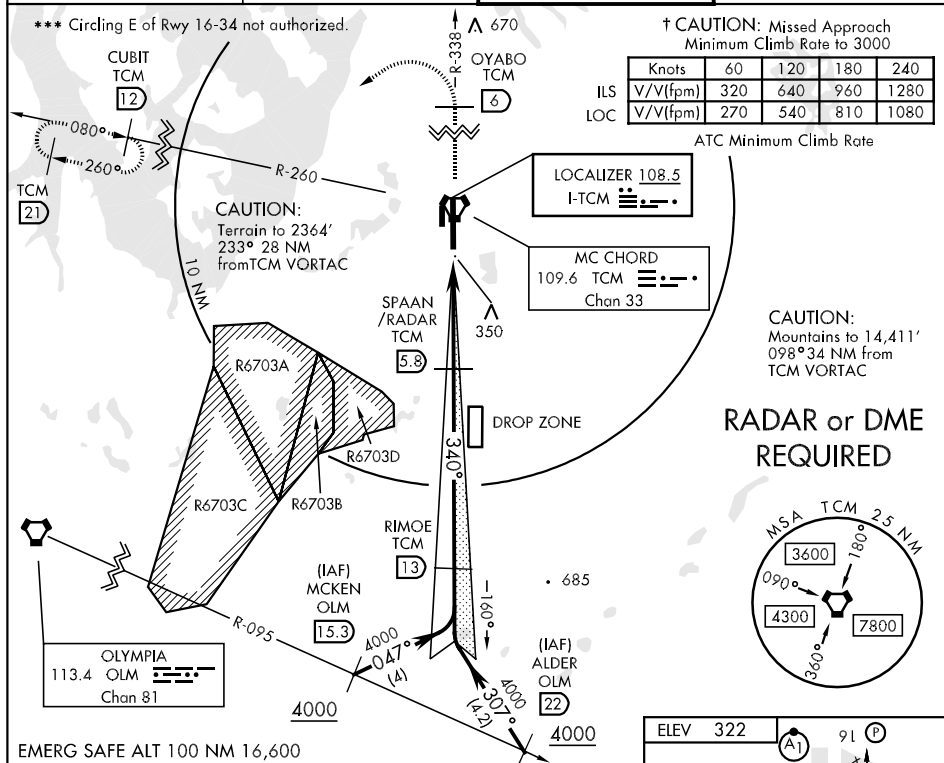 *** Circling E of Rwy 16-34 not authorized.
CUBIT
TCM
12
080°
260°
TCM
21
R-260
R-338
670
OYABO
TCM
6
† CAUTION: Missed Approach
Minimum Climb Rate to 3000
Knots 60 120 180 240
ILS V/V(fpm) 320 640 960 1280
LOC V/V(fpm) 270 540 810 1080
ATC Minimum Climb Rate
LOCALIZER 108.5
I-TCM
MC CHORD
109.6 TCM
Chan 33
CAUTION:
Terrain to 2364'
233° 28 NM
fromTCM VORTAC
10 NM
SPAAN
/RADAR
TCM
5.8
350
CAUTION:
Mountains to 14,411'
098° 34 NM from
TCM VORTAC
R6703A
R6703D
R6703B
R6703C
DROP ZONE
340°
RADAR or DME
REQUIRED
RIMOE
TCM
13
685
160°
MSA TCM 25 NM
3600
180°
090°
4300
7800
360°
(IAF)
MCKEN
OLM
15.3
R-095
4000
047°
(4)
4000
(IAF)
ALDER
OLM
22
4000
307°
(4.2)
4000
OLYMPIA
113.4 OLM
Chan 81
EMERG SAFE ALT 100 NM 16,600
ELEV 322
A1
16
P